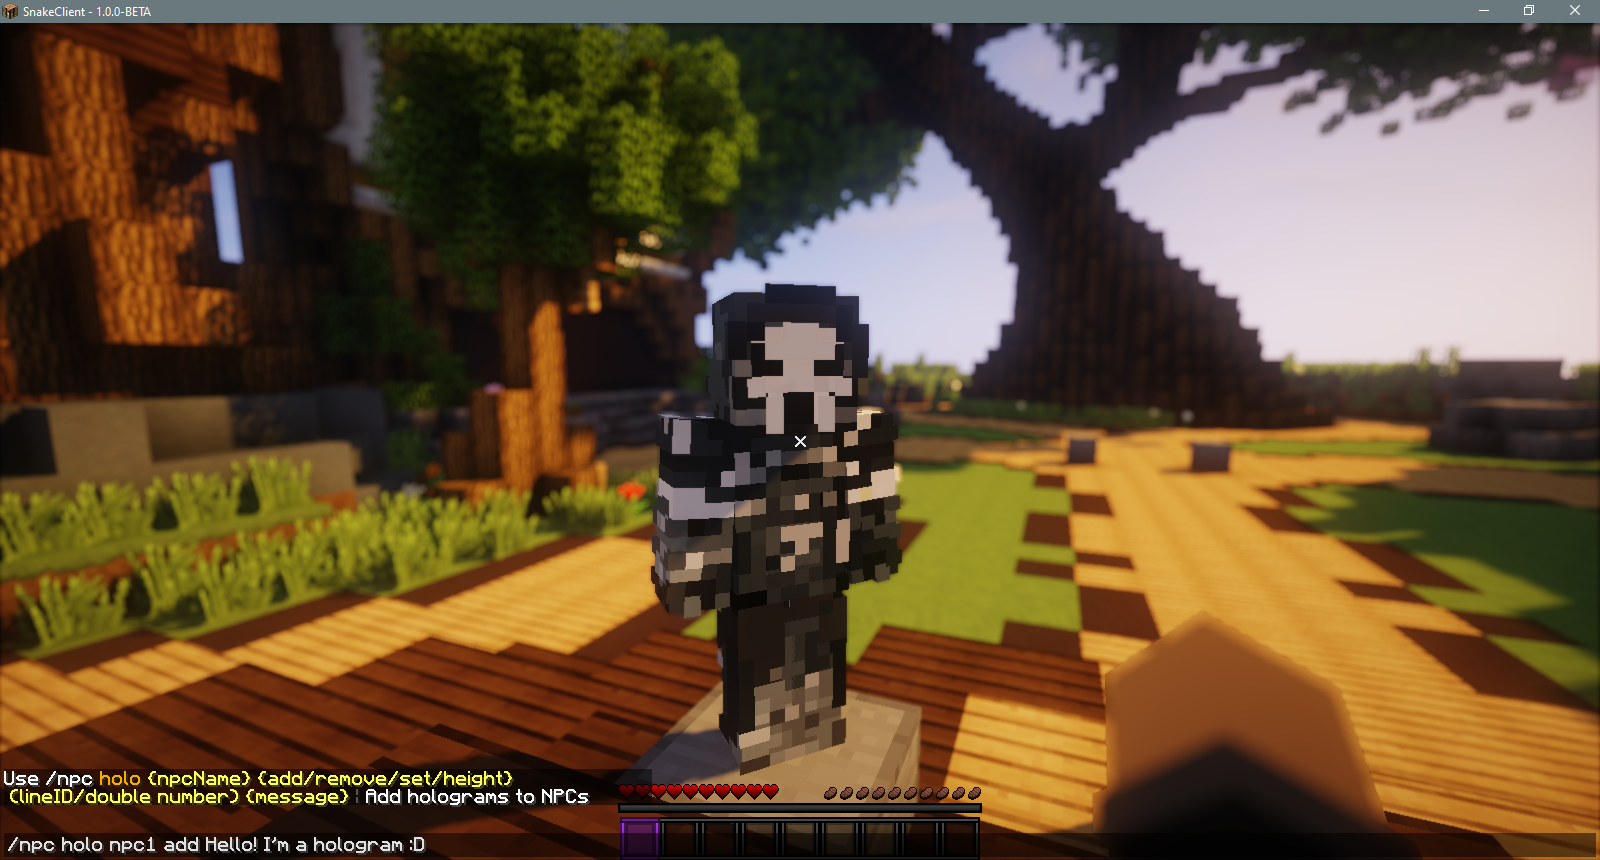 SnakeClient - 1.0.0-BETA
Use /npc holo {npcName} {add/remove/set/height}
(lineID/double number) {message} | Add holograms to NPCs
/npc holo npc1 add Hello! I'm a hologram :D